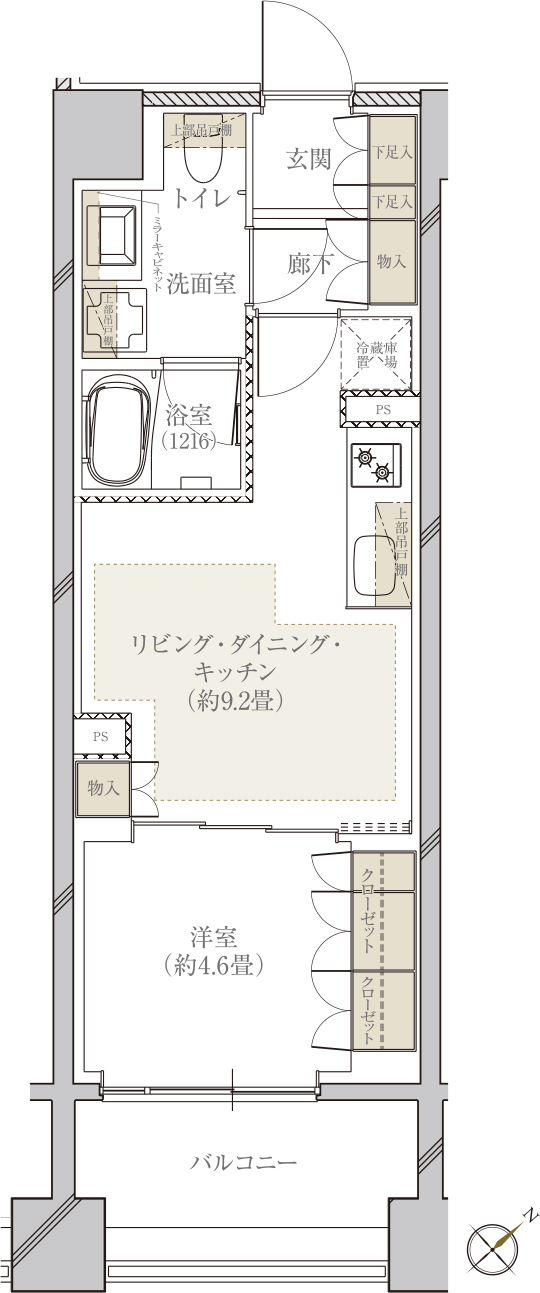 上部吊戸棚
トイレ
玄関
下足入
下足入
ミラーキャビネット
洗面室
廊下
物入
上部吊戸棚
冷蔵庫
置場
浴室
(1216)
PS
上部吊戸棚
リビング・ダイニング・
キッチン
(約9.2畳)
PS
物入
クローゼット
洋室
(約4.6畳)
クローゼット
バルコニー
N